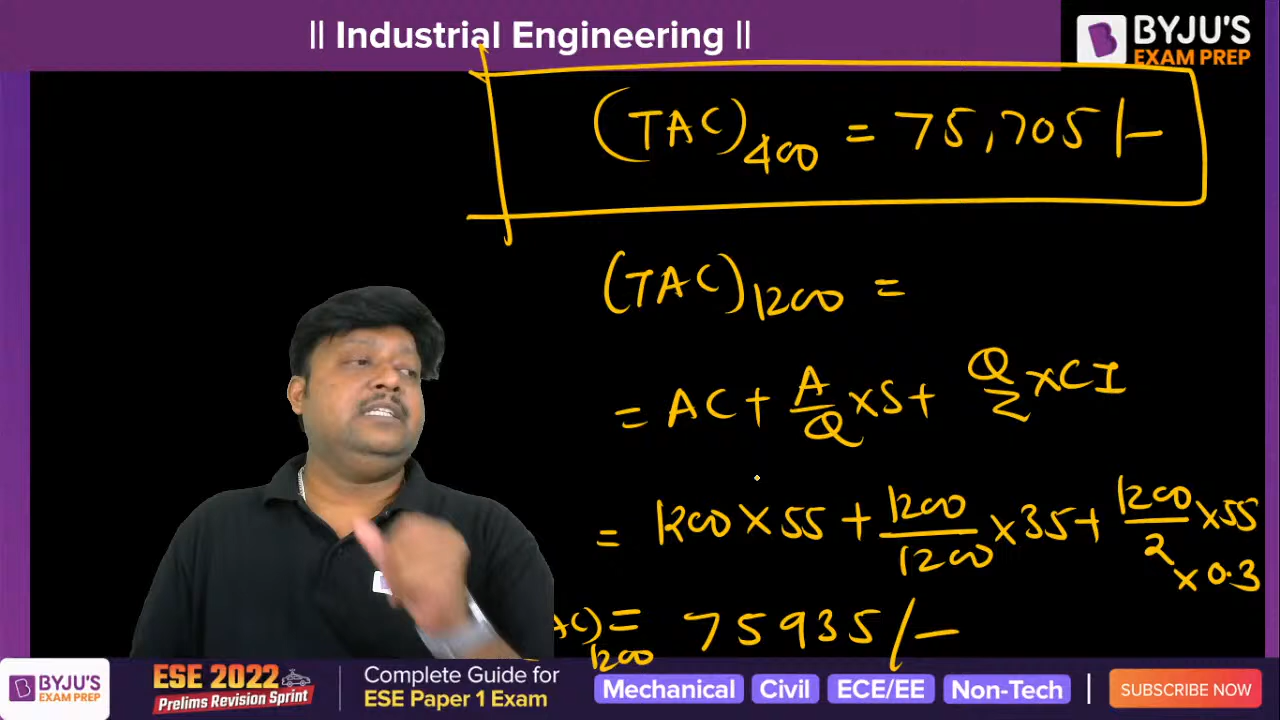 || Industrial Engineering ||
BYJU'S
EXAM PREP
(TAC)400 = 75,705/-
(TAC)1200 =
= AC + A/Q × S + Q/2 × CI
= 1200 × 55 + 1200/1200 × 35 + 1200/2 × 55
× 0.3
AC)1200 = 75935/-
BYJU'S
EXAM PREP
ESE 2022
Prelims Revision Sprint
Complete Guide for
ESE Paper 1 Exam
Mechanical Civil ECE/EE Non-Tech
SUBSCRIBE NOW